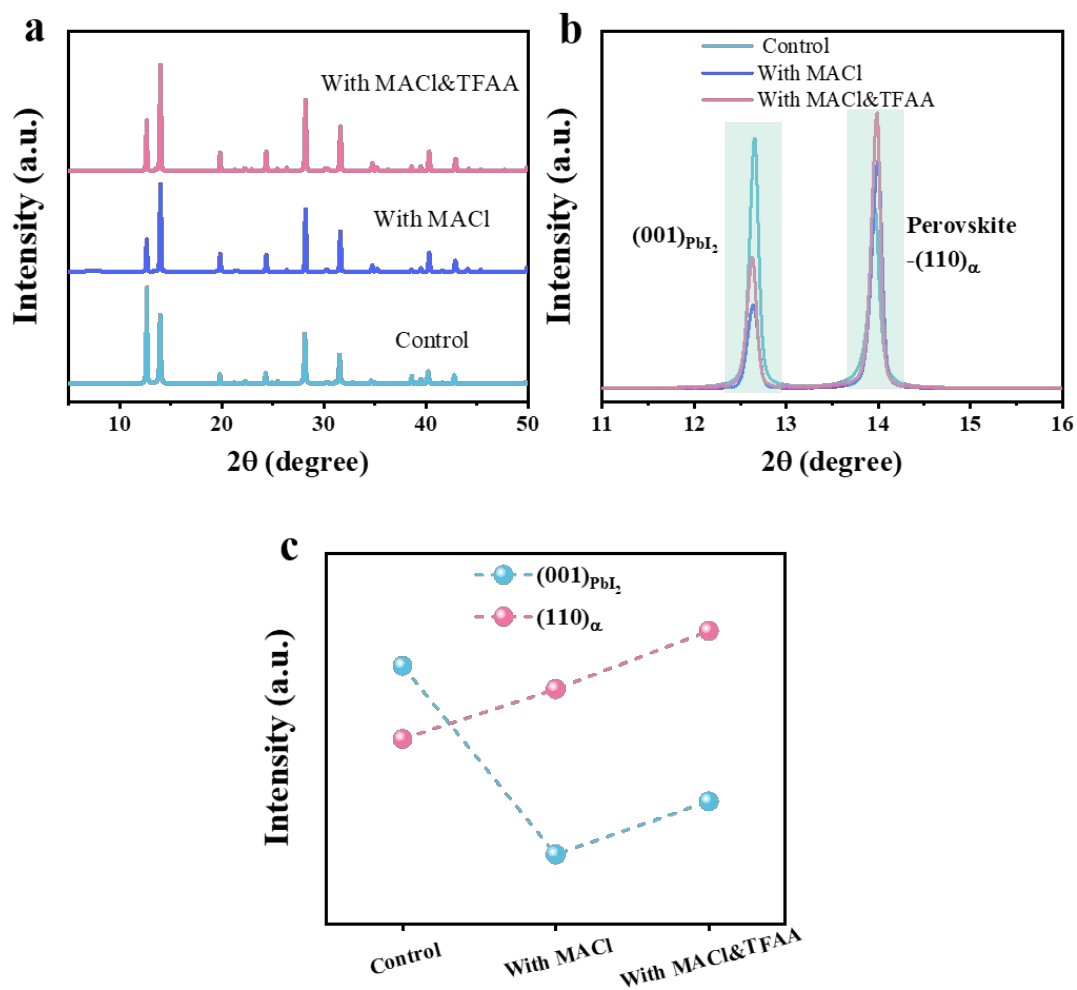 a
With MACl&TFAA
With MACl
Control
Intensity (a.u.)
10 20 30 40 50
2θ (degree)
b
Control
With MACl
With MACl&TFAA
(001)PbI2
Perovskite
-(110)α
Intensity (a.u.)
11 12 13 14 15 16
2θ (degree)
c
(001)PbI2
(110)α
Intensity (a.u.)
Control
With MACl
With MACl&TFAA